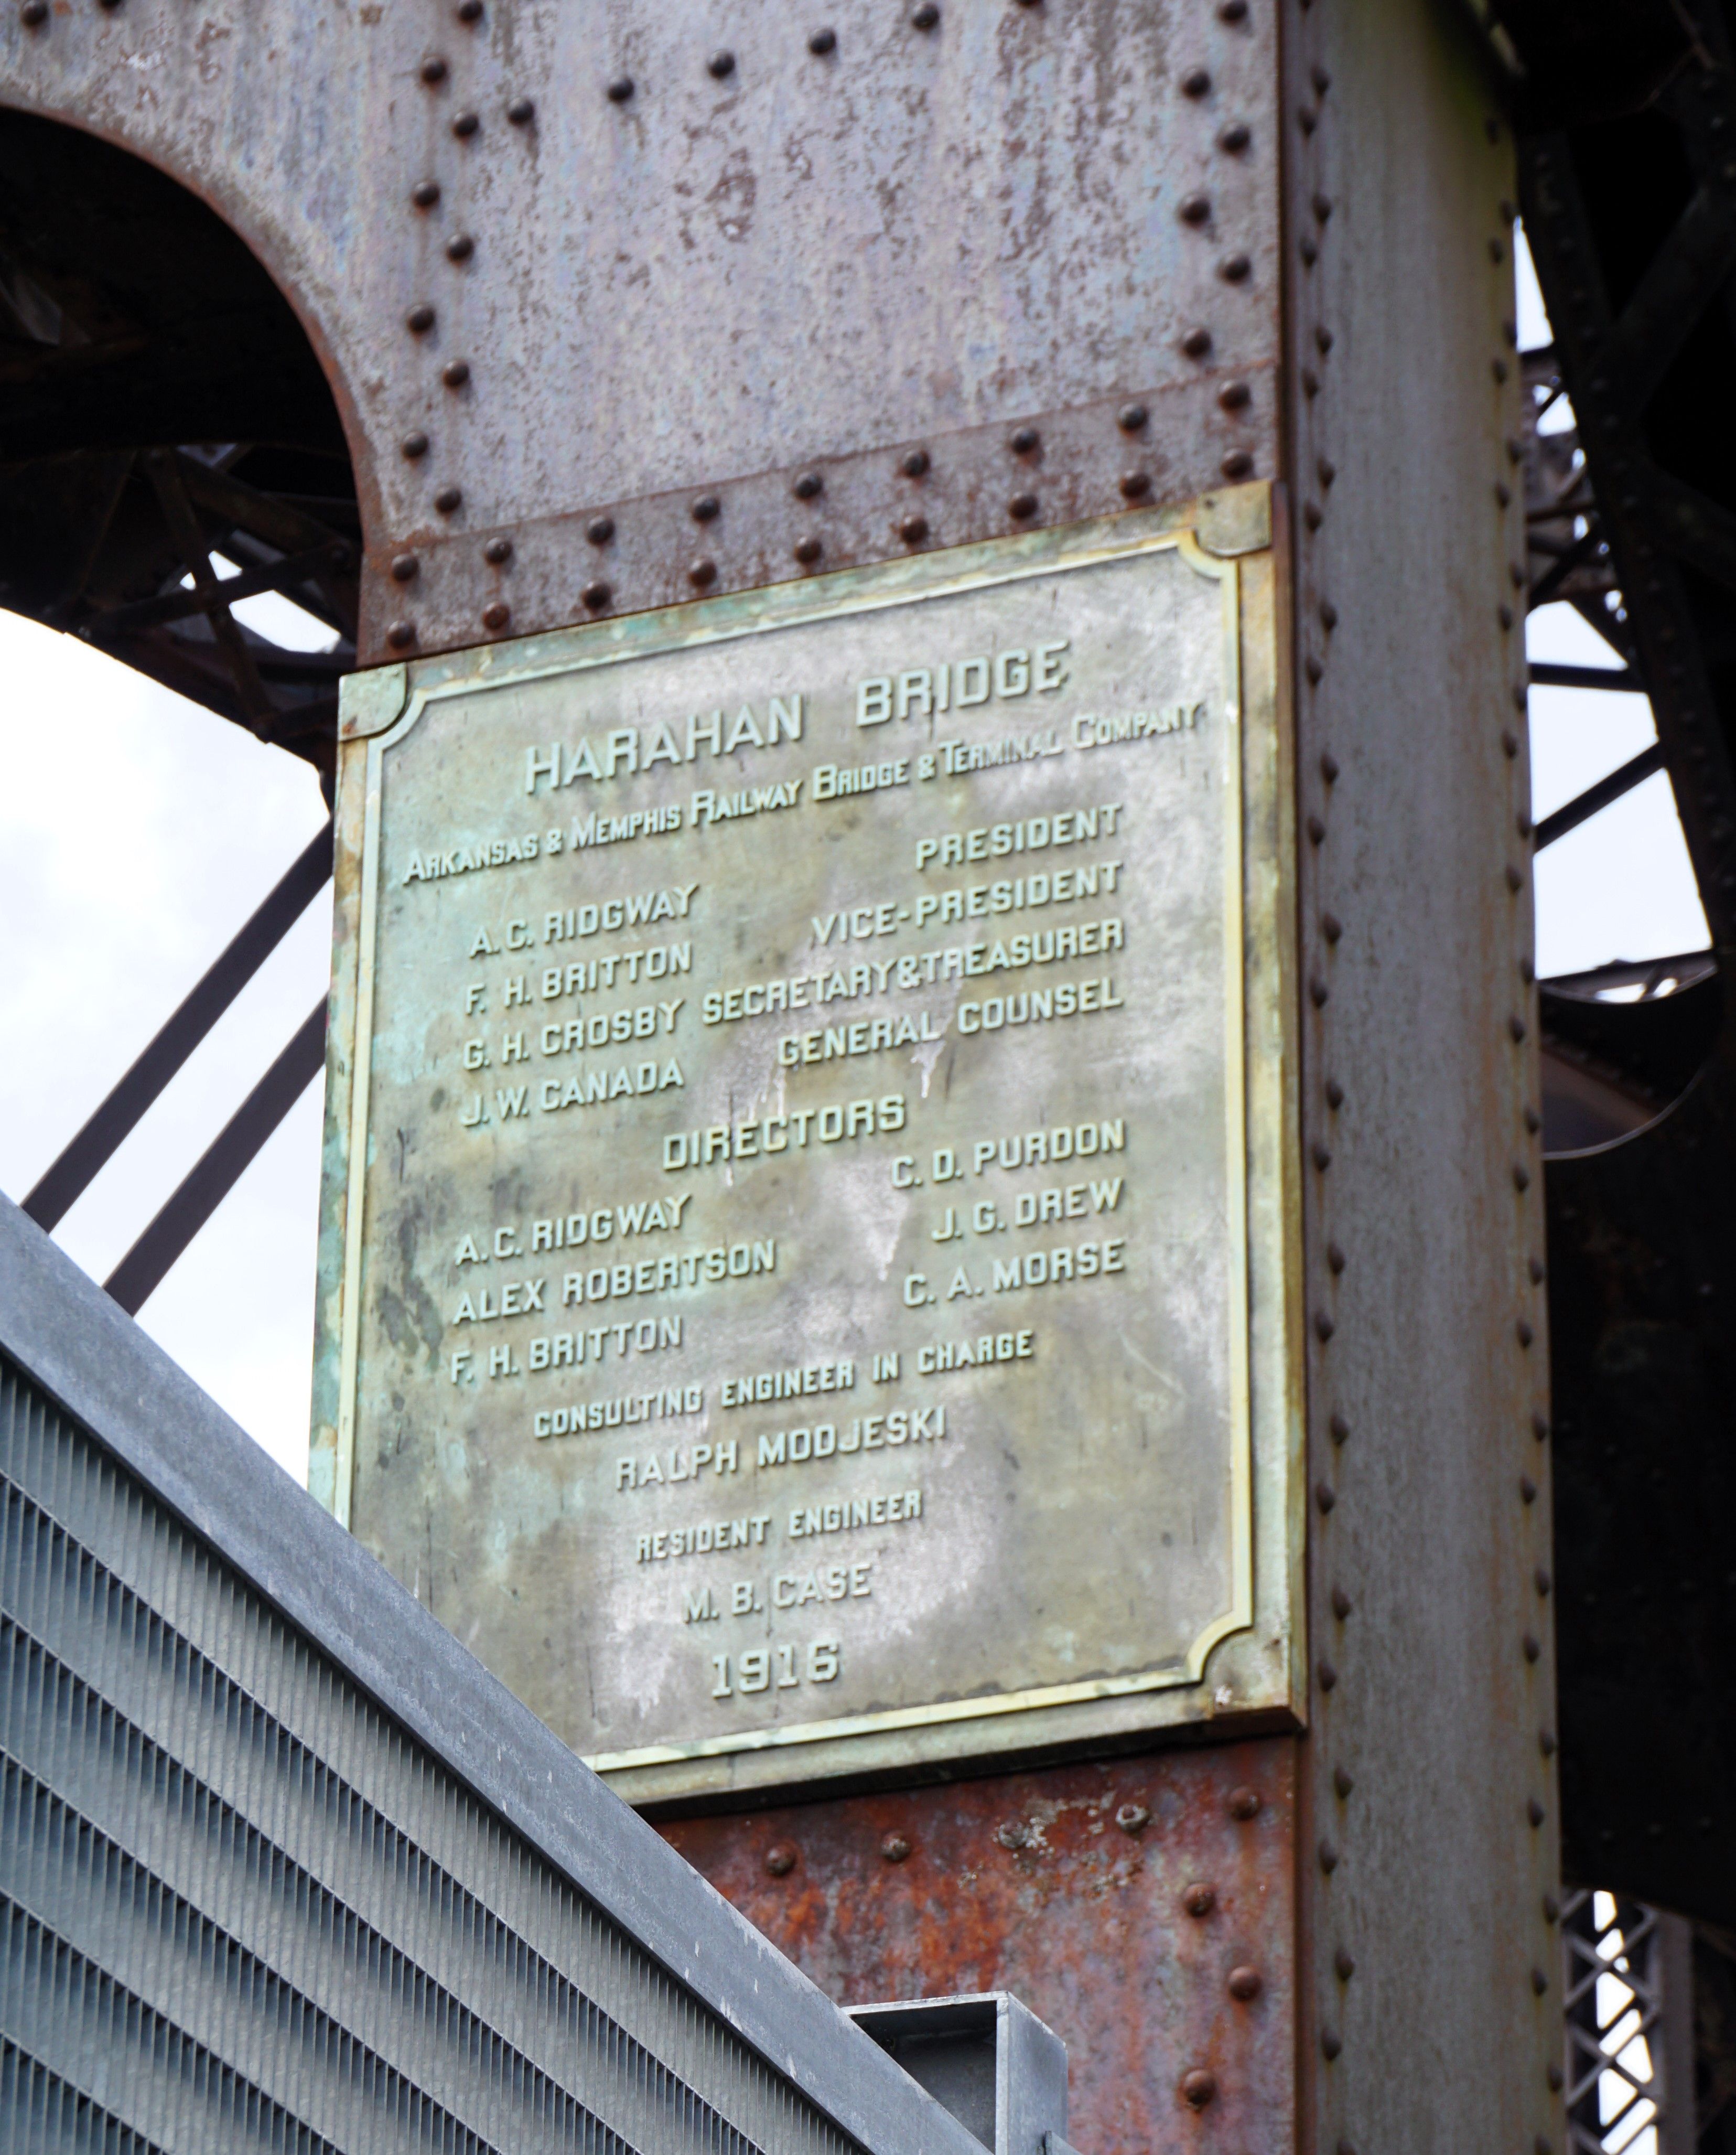 HARAHAN BRIDGE
ARKANSAS & MEMPHIS RAILWAY BRIDGE & TERMINAL COMPANY
A. C. RIDGWAY PRESIDENT
F. H. BRITTON VICE-PRESIDENT
G. H. CROSBY SECRETARY & TREASURER
J. W. CANADA GENERAL COUNSEL
DIRECTORS
A. C. RIDGWAY C. D. PURDON
ALEX ROBERTSON J. G. DREW
F. H. BRITTON C. A. MORSE
CONSULTING ENGINEER IN CHARGE
RALPH MODJESKI
RESIDENT ENGINEER
M. B. CASE
1916